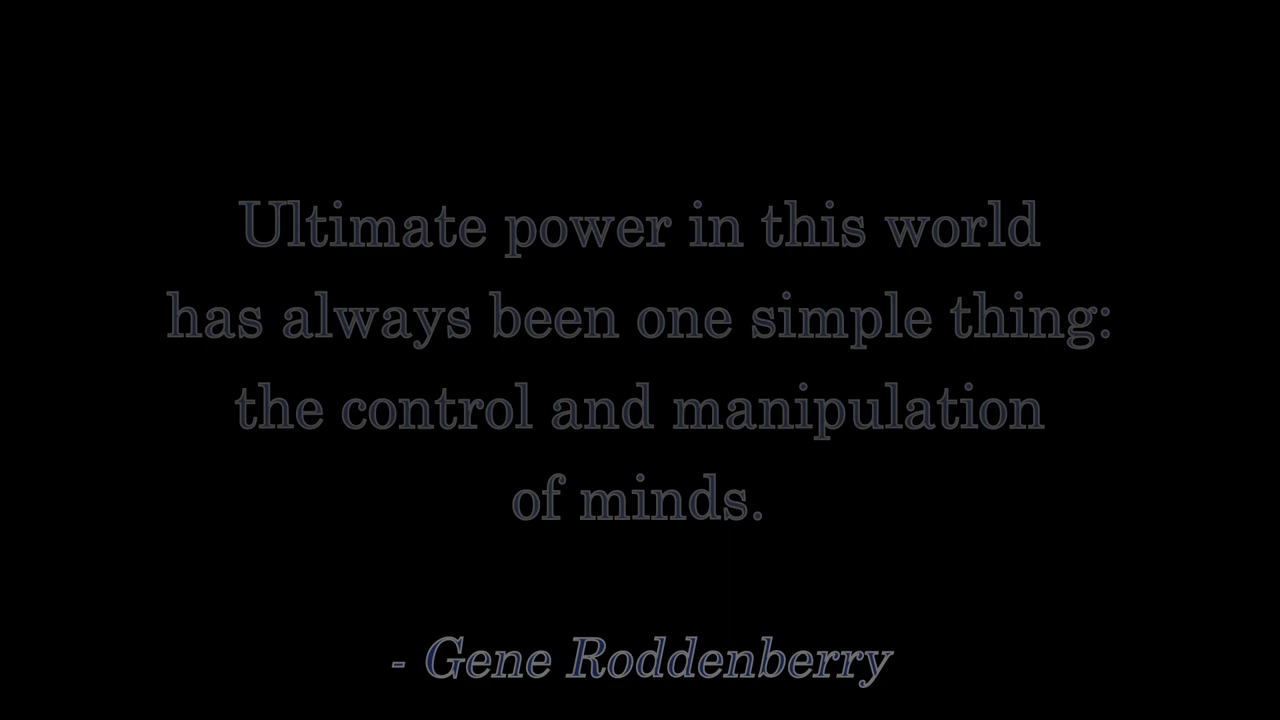 Ultimate power in this world
has always been one simple thing:
the control and manipulation
of minds.
- Gene Roddenberry